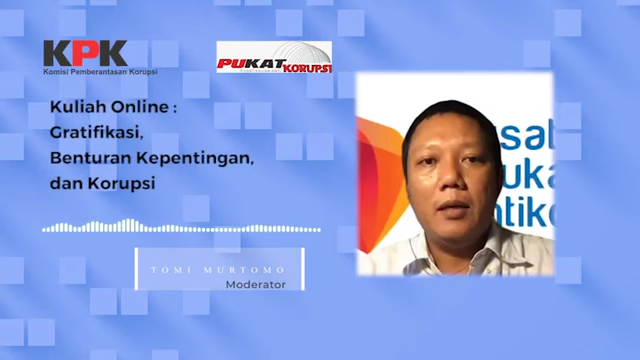 KPK
Komisi Pemberantasan Korupsi
PUKAT
KORUPSI
Kuliah Online :
Gratifikasi,
Benturan Kepentingan,
dan Korupsi
TOMI MURTOMO
Moderator